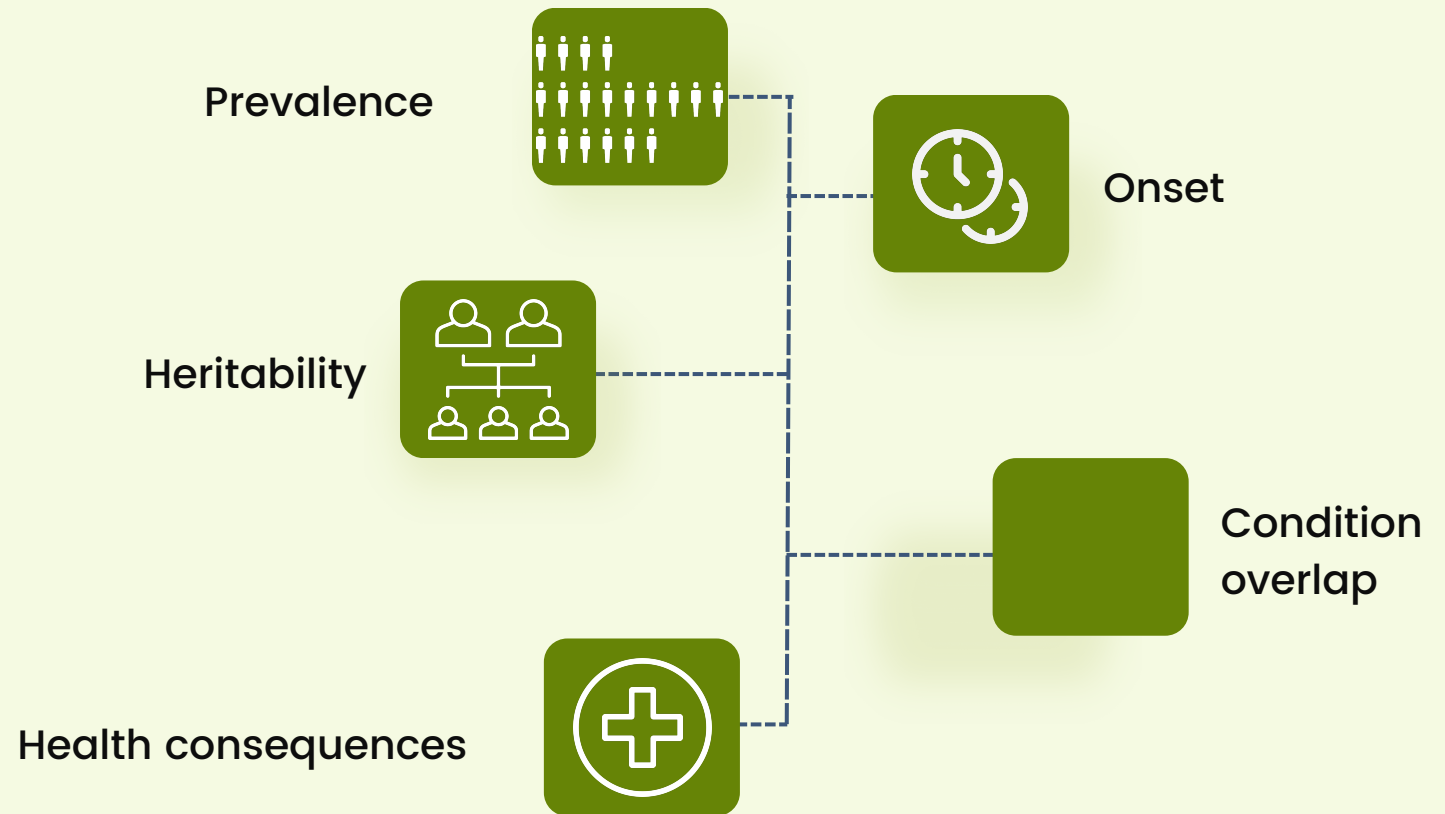 Prevalence
Onset
Heritability
Condition
overlap
Health consequences